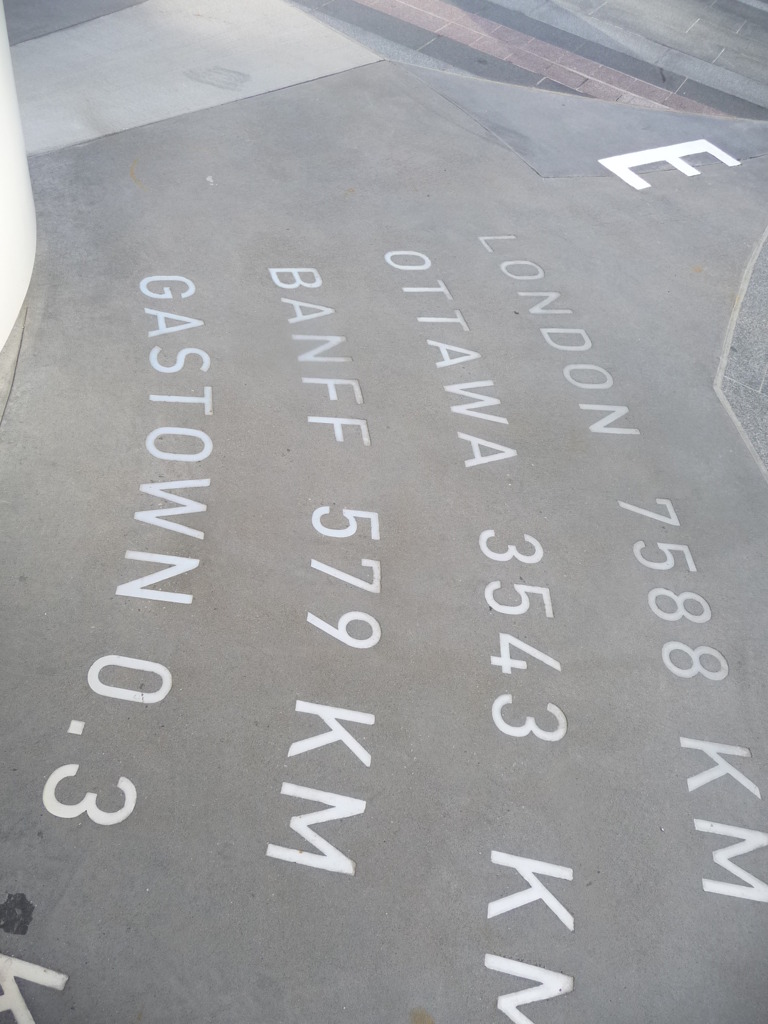 E
LONDON 7588 KM
OTTAWA 3543 KM
BANFF 579 KM
GASTOWN 0.3 K